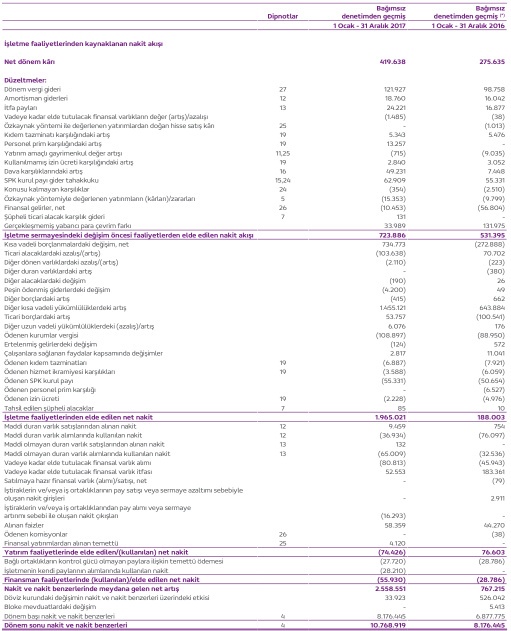 Bağımsız Bağımsız
Dipnotlar denetimden geçmiş denetimden geçmiş (*)
1 Ocak - 31 Aralık 2017 1 Ocak - 31 Aralık 2016
İşletme faaliyetlerinden kaynaklanan nakit akışı
Net dönem kârı 419.638 275.635
Düzeltmeler:
Dönem vergi gideri 27 121.927 98.758
Amortisman giderleri 12 18.760 16.042
İtfa payları 13 24.221 16.877
Vadeye kadar elde tutulacak finansal varlıkların değer (artış)/azalışı (1.485) (38)
Özkaynak yöntemi ile değerlenen yatırımlardan doğan hisse satış kârı 25 - (1.013)
Kıdem tazminatı karşılığındaki artış 19 5.343 5.476
Personel prim karşılığındaki artış 19 13.257 -
Yatırım amaçlı gayrimenkul değer artışı 11,25 (715) (9.035)
Kullanılmamış izin ücreti karşılığındaki artış 19 2.840 3.052
Dava karşılıklarındaki artış 16 49.231 7.448
SPK kurul payı gider tahakkuku 15,24 62.909 55.331
Konusu kalmayan karşılıklar 24 (354) (2.510)
Özkaynak yöntemiyle değerlenen yatırımların (kârları)/zararları 5 (15.353) (9.799)
Finansal gelirler, net 26 (10.453) (56.804)
Şüpheli ticari alacak karşılık gideri 7 131 -
Gerçekleşmemiş yabancı para çevrim farkı 33.989 131.975
İşletme sermayesindeki değişim öncesi faaliyetlerden elde edilen nakit akışı 723.886 531.395
Kısa vadeli borçlanmalardaki değişim, net 734.773 (272.888)
Ticari alacaklardaki azalış/(artış) (103.638) 70.702
Diğer dönen varlıklardaki azalış/(artış) (2.110) (223)
Diğer duran varlıklardaki artış - (380)
Diğer alacaklardaki değişim (190) 26
Peşin ödenmiş giderlerdeki değişim (4.200) 49
Diğer borçlardaki artış (415) 662
Diğer kısa vadeli yükümlülüklerdeki artış 1.455.121 643.884
Ticari borçlardaki artış 53.757 (100.541)
Diğer uzun vadeli yükümlülüklerdeki (azalış)/artış 6.076 176
Ödenen kurumlar vergisi (108.897) (88.950)
Ertelenmiş gelirlerdeki değişim (124) 572
Çalışanlara sağlanan faydalar kapsamında değişimler 2.817 11.041
Ödenen kıdem tazminatları 19 (6.887) (7.921)
Ödenen hizmet ikramiyesi karşılıkları 19 (3.588) (6.059)
Ödenen SPK kurul payı (55.331) (50.654)
Ödenen personel prim karşılığı - (6.527)
Ödenen izin ücreti 19 (2.228) (4.976)
Tahsil edilen şüpheli alacaklar 7 85 10
İşletme faaliyetlerinden elde edilen net nakit 1.965.021 188.003
Maddi duran varlık satışlarından alınan nakit 12 9.459 754
Maddi duran varlık alımlarında kullanılan nakit 12 (36.934) (76.097)
Maddi olmayan duran varlık satışlarından alınan nakit 13 132 -
Maddi olmayan duran varlık alımlarında kullanılan nakit 13 (65.009) (32.536)
Vadeye kadar elde tutulacak finansal varlık alımı (80.813) (45.943)
Vadeye kadar elde tutulacak finansal varlık itfası 52.553 183.361
Satılmaya hazır finansal varlık (alımı)/satışı, net - (79)
İştiraklerin ve/veya iş ortaklıklarının pay satışı veya sermaye azaltımı sebebiyle
oluşan nakit girişleri - 2.911
İştiraklerin ve/veya iş ortaklıklarından pay alımı veya sermaye
artırımı sebebi ile oluşan nakit çıkışları (16.293) -
Alınan faizler 58.359 44.270
Ödenen komisyonlar 26 - (38)
Finansal yatırımlardan alınan temettü 25 4.120 -
Yatırım faaliyetlerinde elde edilen/(kullanılan) net nakit (74.426) 76.603
Bağlı ortaklıkların kontrol gücü olmayan paylara ilişkin temettü ödemesi (27.720) (28.786)
İşletmenin kendi paylarının alımlarında kullanılan nakit (28.210) -
Finansman faaliyetlerinde (kullanılan)/elde edilen net nakit (55.930) (28.786)
Nakit ve nakit benzerlerinde meydana gelen net artış 2.558.551 767.215
Döviz kurundaki değişimin nakit ve nakit benzerleri üzerindeki etkisi 33.923 526.042
Bloke mevduatlardaki değişim - 5.413
Dönem başı nakit ve nakit benzerleri 4 8.176.445 6.877.775
Dönem sonu nakit ve nakit benzerleri 4 10.768.919 8.176.445